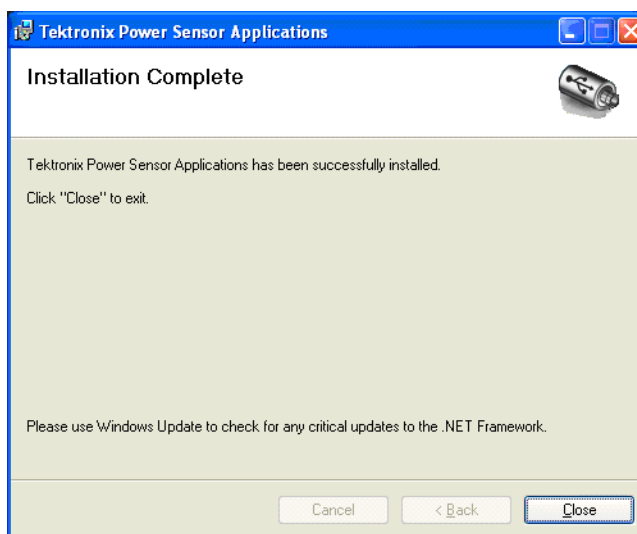 Tektronix Power Sensor Applications
Installation Complete
Tektronix Power Sensor Applications has been successfully installed.
Click "Close" to exit.
Please use Windows Update to check for any critical updates to the .NET Framework.
Cancel
< Back
Close